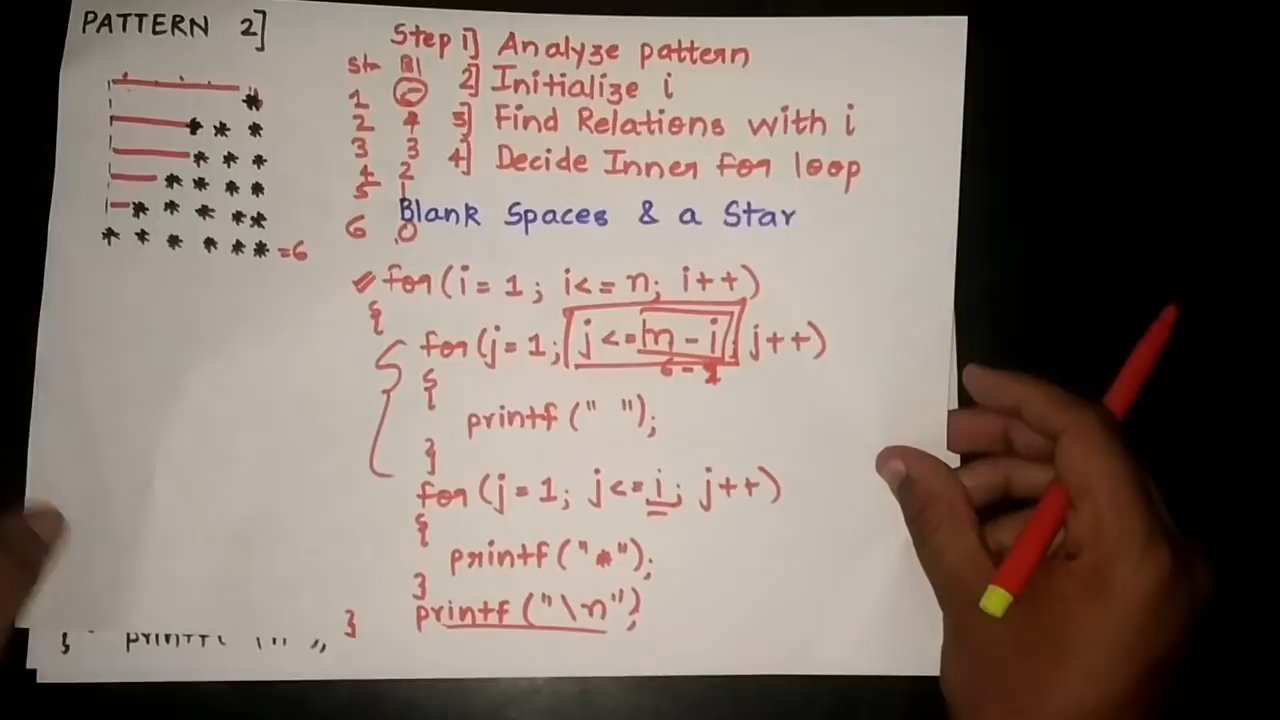 PATTERN 2]
Step 1] Analyze pattern
St Bl
2] Initialize i
1
2 4
3] Find Relations with i
3 3
4] Decide Inner for loop
4 2
5 1
Blank Spaces & a Star
6 0
=6
for(i = 1; i<=n; i++)
{
for(j=1; j<=n-i; j++)
6-1
{
printf(" ");
}
for(j=1; j<=i; j++)
{
printf("*");
}
printf("\n");
}